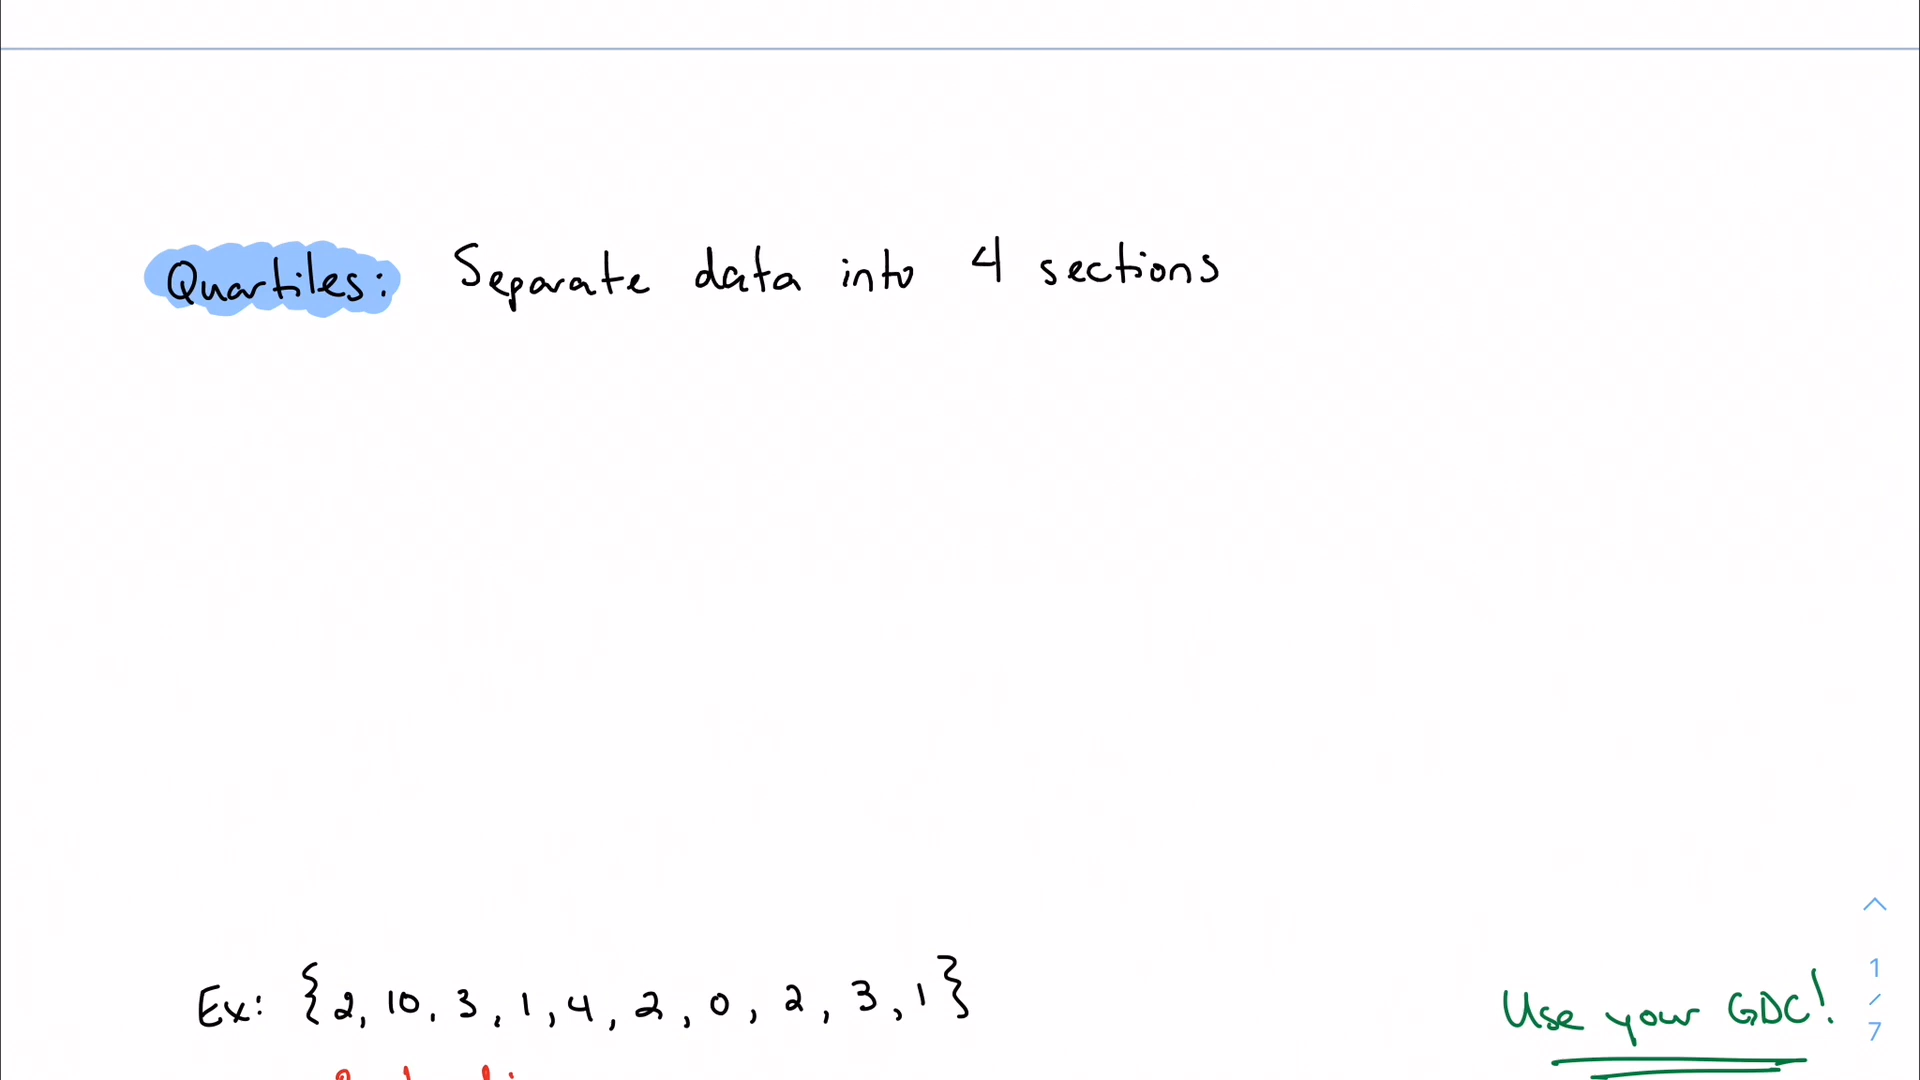 Quartiles: Separate data into 4 sections
Ex: {2, 10, 3, 1, 4, 2, 0, 2, 3, 1}
Use your GDC!
1
/
7